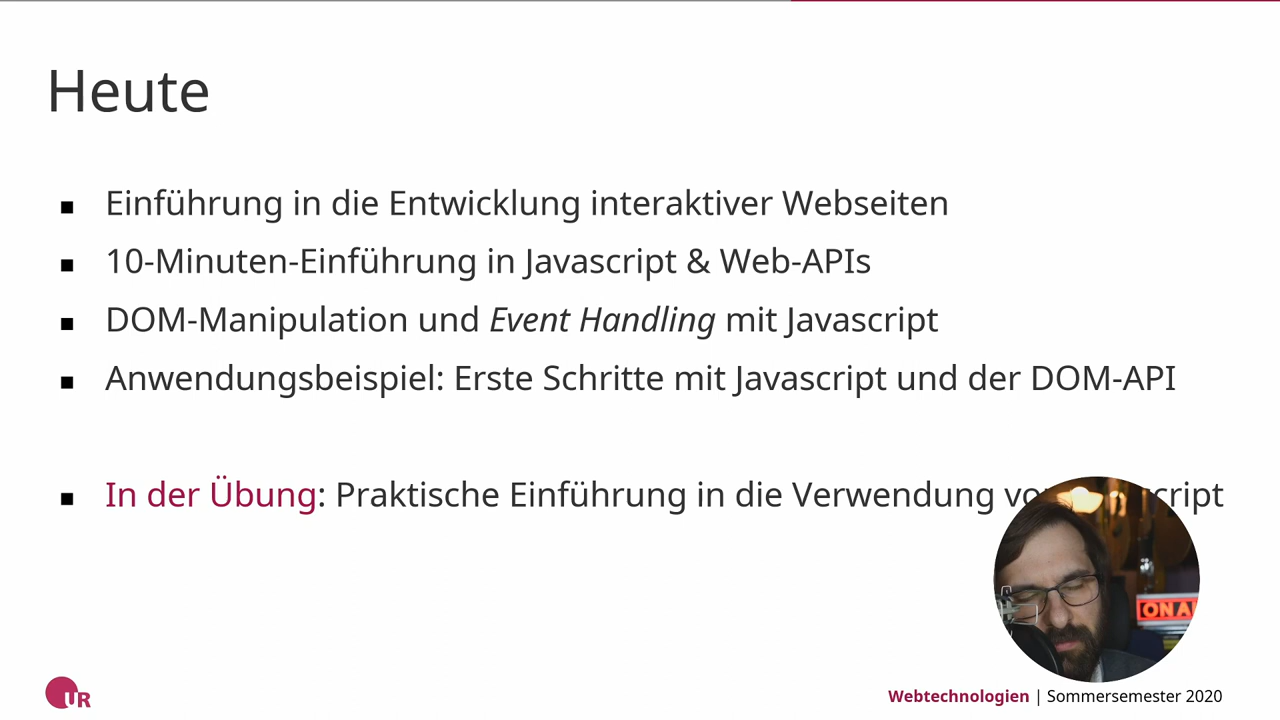 Heute
Einführung in die Entwicklung interaktiver Webseiten
10-Minuten-Einführung in Javascript & Web-APIs
DOM-Manipulation und Event Handling mit Javascript
Anwendungsbeispiel: Erste Schritte mit Javascript und der DOM-API
In der Übung: Praktische Einführung in die Verwendung
ON A
UR
Webtechnologien | Sommersemester 2020